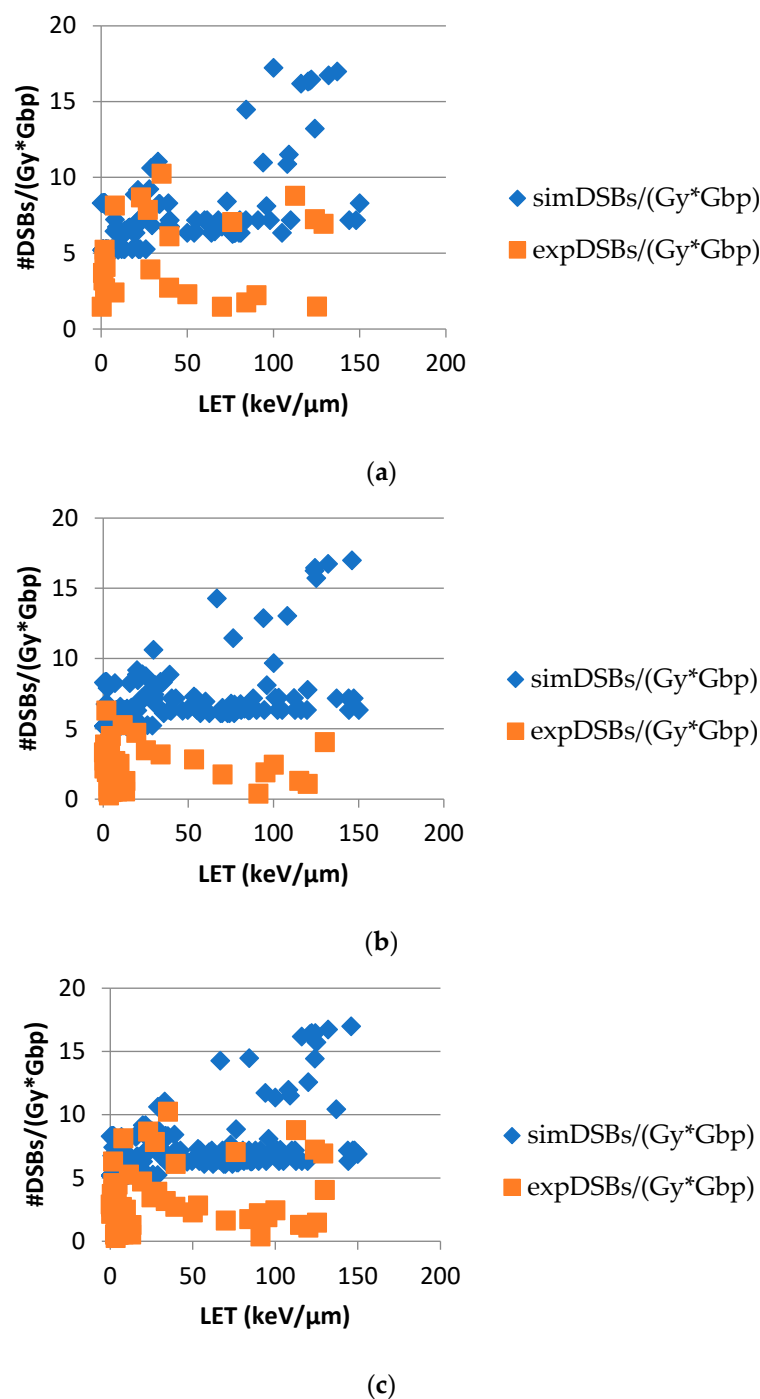 20
15
10
5
0
#DSBs/(Gy*Gbp)
0 50 100 150 200
LET (keV/µm)
simDSBs/(Gy*Gbp)
expDSBs/(Gy*Gbp)
(a)
20
15
10
5
0
#DSBs/(Gy*Gbp)
0 50 100 150 200
LET (keV/µm)
simDSBs/(Gy*Gbp)
expDSBs/(Gy*Gbp)
(b)
20
15
10
5
0
#DSBs/(Gy*Gbp)
0 50 100 150 200
LET (keV/µm)
simDSBs/(Gy*Gbp)
expDSBs/(Gy*Gbp)
(c)